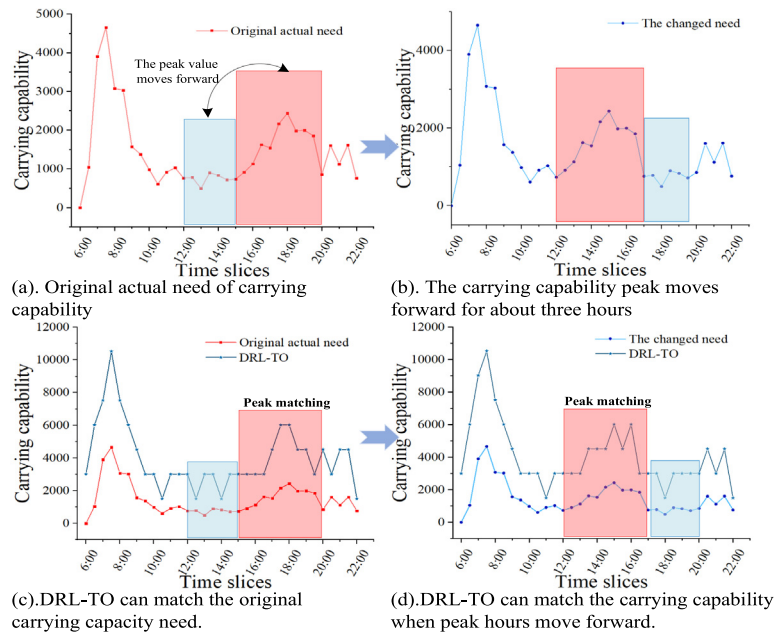 5000
4000
3000
2000
1000
0
Carrying capability
Original actual need
The peak value
moves forward
6:00
8:00
10:00
12:00
14:00
16:00
18:00
20:00
22:00
Time slices
(a). Original actual need of carrying
capability
4000
2000
0
Carrying capability
The changed need
6:00
8:00
10:00
12:00
14:00
16:00
18:00
20:00
22:00
Time slices
(b). The carrying capability peak moves
forward for about three hours
12000
10000
8000
6000
4000
2000
0
Carrying capability
Original actual need
DRL-TO
Peak matching
6:00
8:00
10:00
12:00
14:00
16:00
18:00
20:00
22:00
Time slices
(c).DRL-TO can match the original
carrying capacity need.
12000
10000
8000
6000
4000
2000
0
Carrying capability
The changed need
DRL-TO
Peak matching
6:00
8:00
10:00
12:00
14:00
16:00
18:00
20:00
22:00
Time slices
(d).DRL-TO can match the carrying capability
when peak hours move forward.